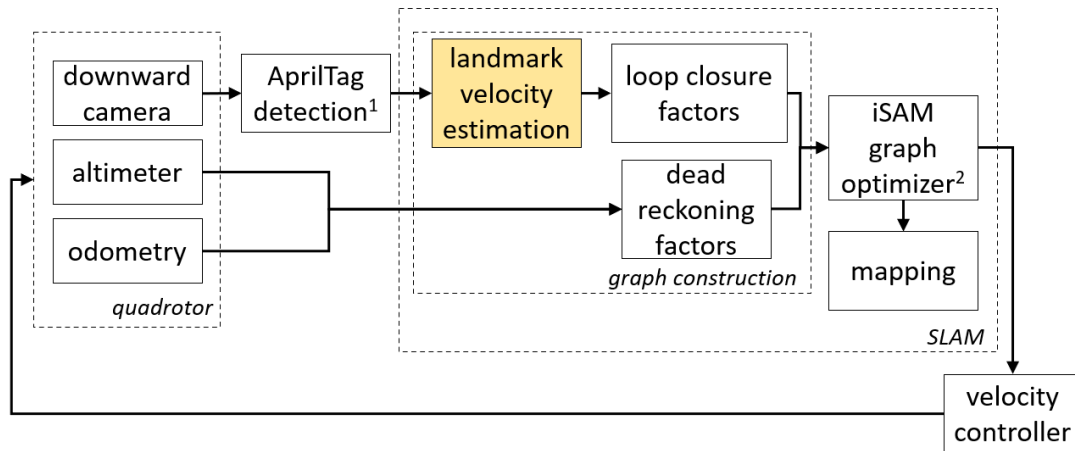 downward
camera
altimeter
odometry
quadrotor
AprilTag
detection¹
landmark
velocity
estimation
loop closure
factors
dead
reckoning
factors
graph construction
iSAM
graph
optimizer²
mapping
SLAM
velocity
controller